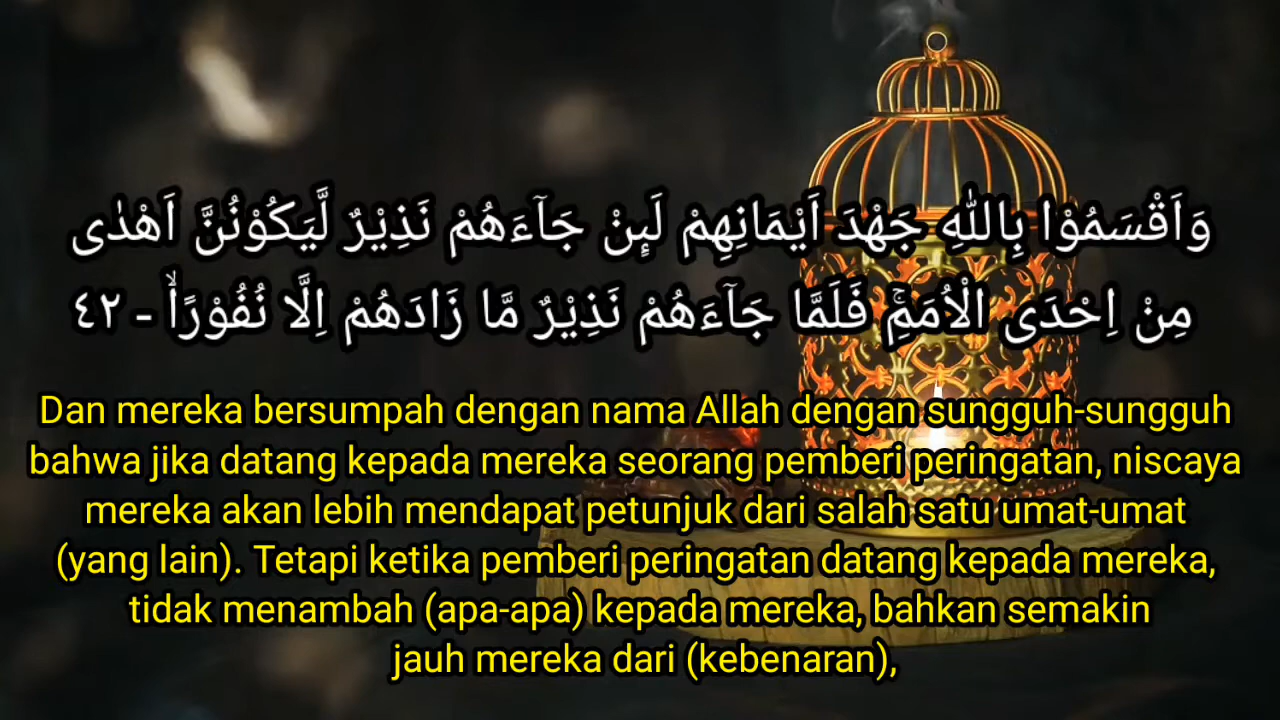 وَاَقْسَمُوْا بِاللّٰهِ جَهْدَ اَيْمَانِهِمْ لَىِٕنْ جَاۤءَهُمْ نَذِيْرٌ لَّيَكُوْنُنَّ اَهْدٰى
مِنْ اِحْدَى الْاُمَمِۚ فَلَمَّا جَاۤءَهُمْ نَذِيْرٌ مَّا زَادَهُمْ اِلَّا نُفُوْرًاۙ - ٤٢
Dan mereka bersumpah dengan nama Allah dengan sungguh-sungguh
bahwa jika datang kepada mereka seorang pemberi peringatan, niscaya
mereka akan lebih mendapat petunjuk dari salah satu umat-umat
(yang lain). Tetapi ketika pemberi peringatan datang kepada mereka,
tidak menambah (apa-apa) kepada mereka, bahkan semakin
jauh mereka dari (kebenaran),